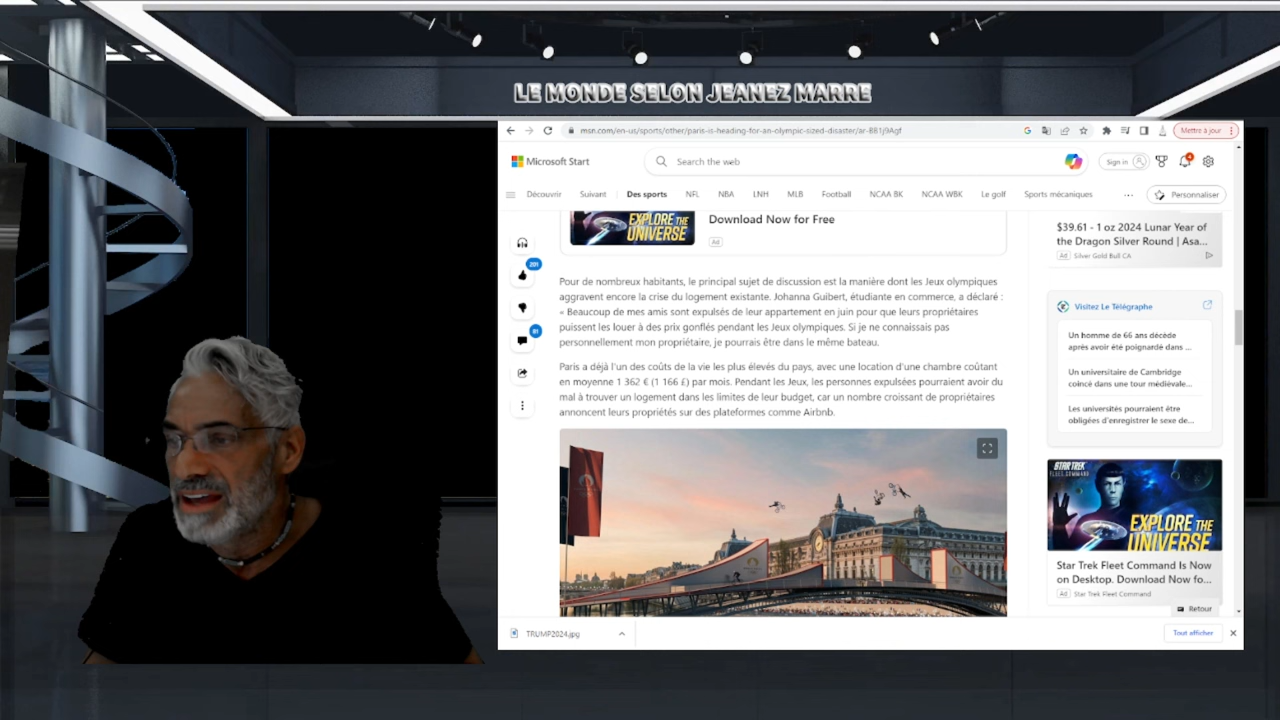 LE MONDE SELON JEANEZ MARRE
msn.com/en-us/sports/other/paris-is-heading-for-an-olympic-sized-disaster/ar-BB1j9Agf
Mettre à jour
Microsoft Start
Search the web
Sign in
4
Découvrir Suivant Des sports NFL NBA LNH MLB Football NCAA BK NCAA WBK Le golf Sports mécaniques ... Personnaliser
EXPLORE THE
UNIVERSE
Download Now for Free
Ad
201
81
Pour de nombreux habitants, le principal sujet de discussion est la manière dont les Jeux olympiques
aggravent encore la crise du logement existante. Johanna Guibert, étudiante en commerce, a déclaré :
« Beaucoup de mes amis sont expulsés de leur appartement en juin pour que leurs propriétaires
puissent les louer à des prix gonflés pendant les Jeux olympiques. Si je ne connaissais pas
personnellement mon propriétaire, je pourrais être dans le même bateau.
Paris a déjà l'un des coûts de la vie les plus élevés du pays, avec une location d'une chambre coûtant
en moyenne 1 362 € (1 166 £) par mois. Pendant les Jeux, les personnes expulsées pourraient avoir du
mal à trouver un logement dans les limites de leur budget, car un nombre croissant de propriétaires
annoncent leurs propriétés sur des plateformes comme Airbnb.
$39.61 - 1 oz 2024 Lunar Year of
the Dragon Silver Round | Asa...
Ad Silver Gold Bull CA
Visitez Le Télégraphe
Un homme de 66 ans décède
après avoir été poignardé dans ...
Un universitaire de Cambridge
coincé dans une tour médiévale...
Les universités pourraient être
obligées d'enregistrer le sexe de...
STAR TREK
FLEET COMMAND
EXPLORE THE
UNIVERSE
Star Trek Fleet Command Is Now
on Desktop. Download Now fo...
Ad Star Trek Fleet Command
Retour
TRUMP2024.jpg
Tout afficher